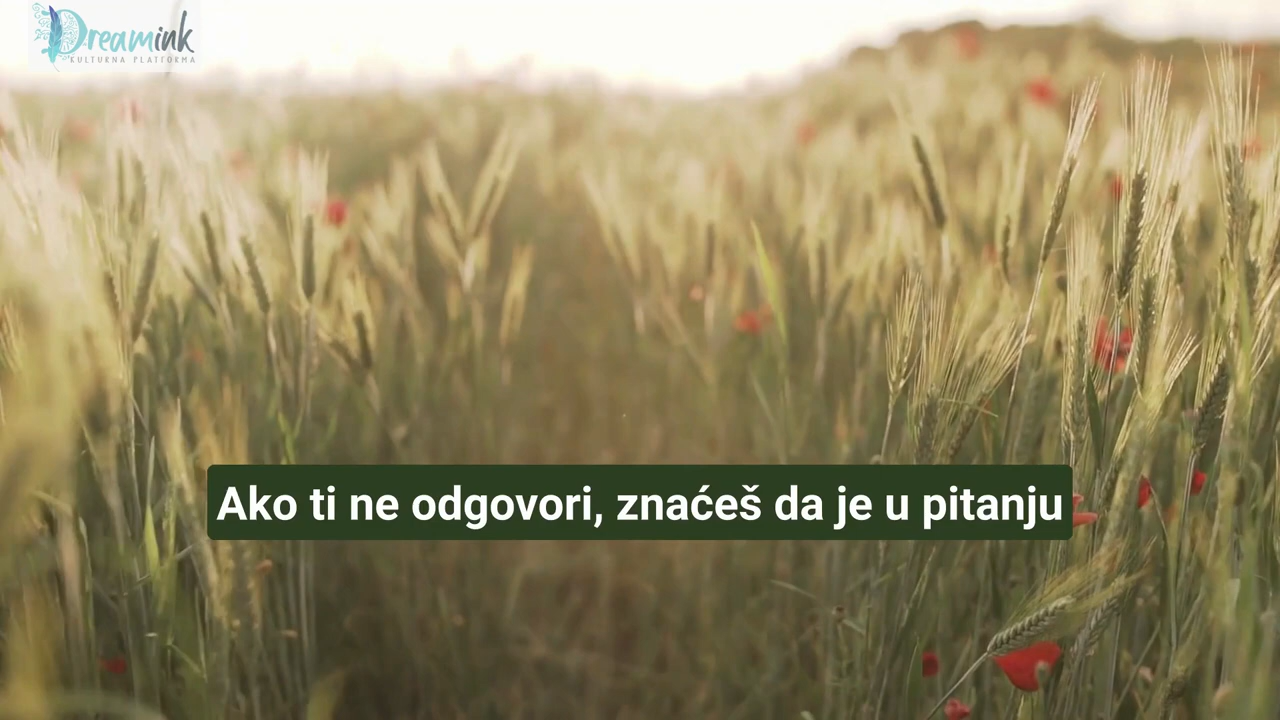 Dreamink
KULTURNA PLATFORMA
Ako ti ne odgovori, znaćeš da je u pitanju